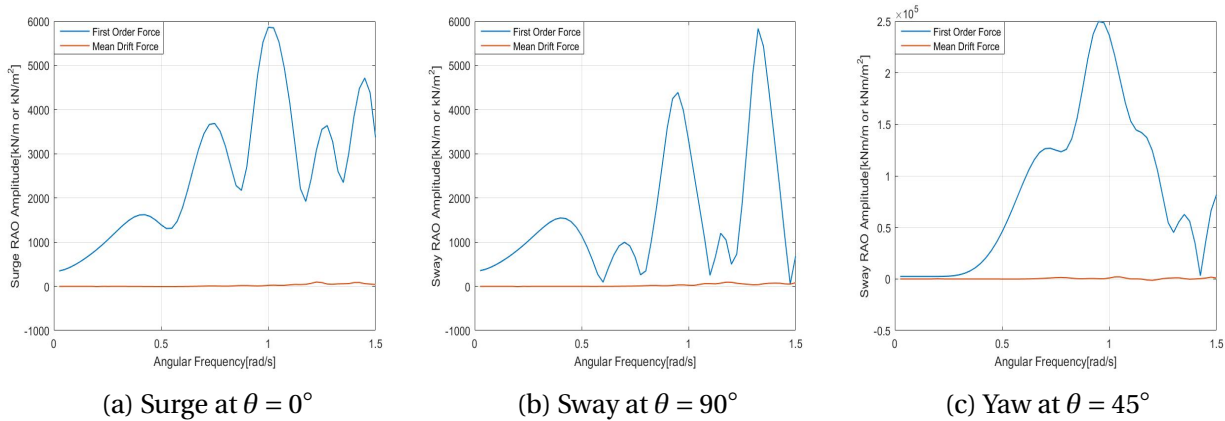 6000
5000
4000
3000
2000
1000
0
-1000
Surge RAO Amplitude[kN/m or kN/m²]
First Order Force
Mean Drift Force
0 0.5 1 1.5
Angular Frequency[rad/s]
(a) Surge at θ = 0°
6000
5000
4000
3000
2000
1000
0
-1000
Sway RAO Amplitude[kN/m or kN/m²]
First Order Force
Mean Drift Force
0 0.5 1 1.5
Angular Frequency[rad/s]
(b) Sway at θ = 90°
×10⁵
2.5
2
1.5
1
0.5
0
-0.5
Sway RAO Amplitude[kNm/m or kNm/m²]
First Order Force
Mean Drift Force
0 0.5 1 1.5
Angular Frequency[rad/s]
(c) Yaw at θ = 45°